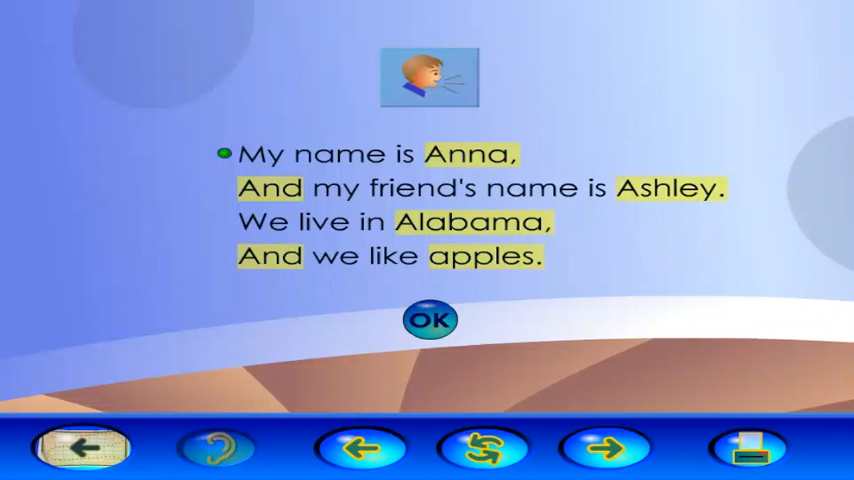 My name is Anna,
And my friend's name is Ashley.
We live in Alabama,
And we like apples.
OK